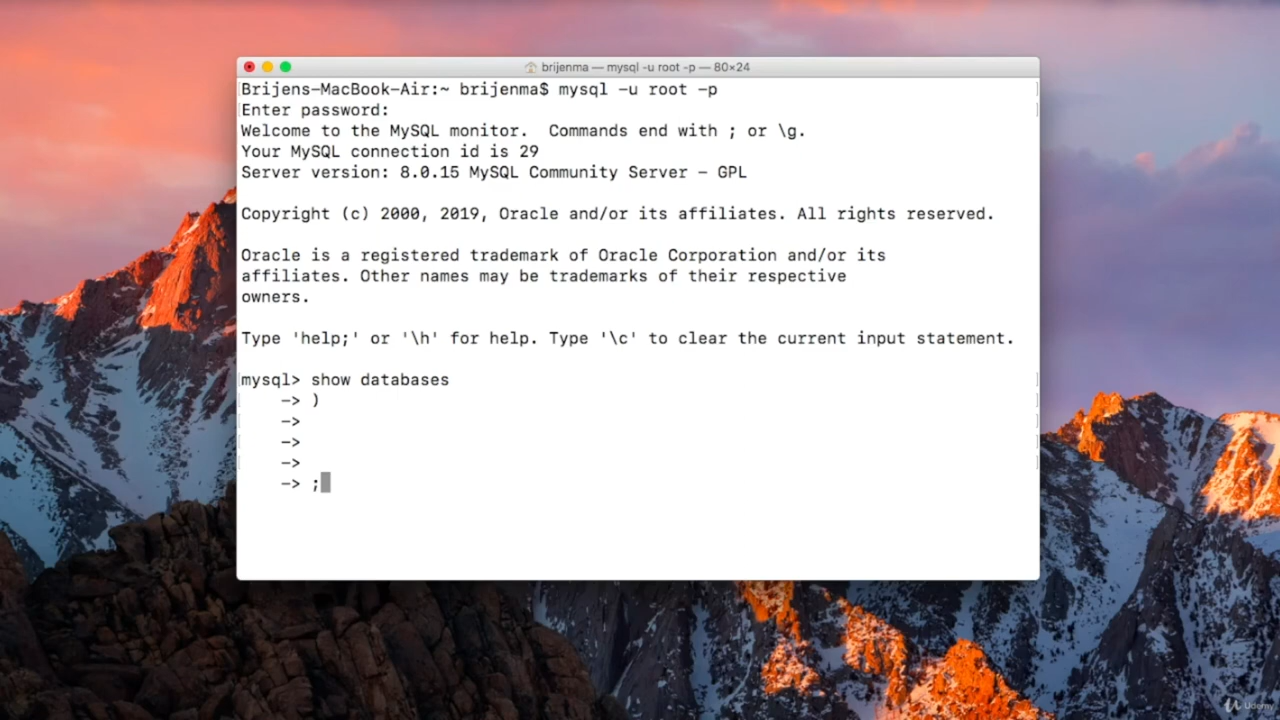 brijenma — mysql -u root -p — 80×24
Brijens-MacBook-Air:~ brijenma$ mysql -u root -p
Enter password:
Welcome to the MySQL monitor.  Commands end with ; or \g.
Your MySQL connection id is 29
Server version: 8.0.15 MySQL Community Server - GPL
Copyright (c) 2000, 2019, Oracle and/or its affiliates. All rights reserved.
Oracle is a registered trademark of Oracle Corporation and/or its
affiliates. Other names may be trademarks of their respective
owners.
Type 'help;' or '\h' for help. Type '\c' to clear the current input statement.
mysql> show databases
    -> )
    ->
    ->
    ->
    -> ;
Udemy